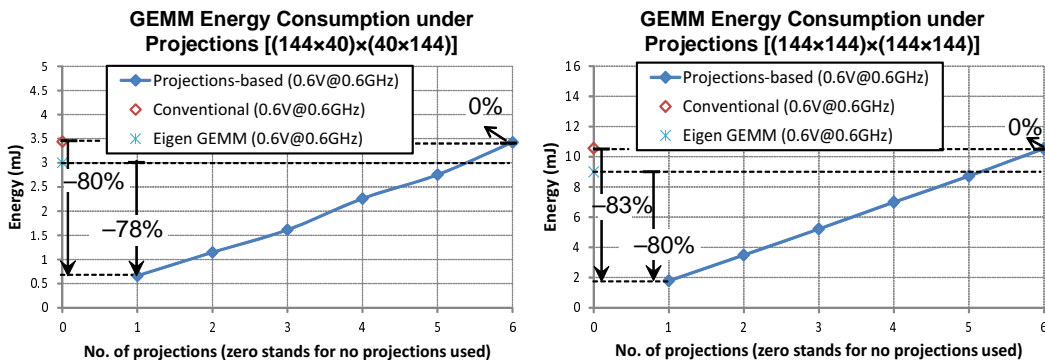 GEMM Energy Consumption under
Projections [(144×40)×(40×144)]
5
4.5
4
3.5
3
2.5
2
1.5
1
0.5
0
Energy (mJ)
Projections-based (0.6V@0.6GHz)
Conventional (0.6V@0.6GHz)
Eigen GEMM (0.6V@0.6GHz)
0%
–80%
–78%
0 1 2 3 4 5 6
No. of projections (zero stands for no projections used)
GEMM Energy Consumption under
Projections [(144×144)×(144×144)]
16
14
12
10
8
6
4
2
0
Energy (mJ)
Projections-based (0.6V@0.6GHz)
Conventional (0.6V@0.6GHz)
Eigen GEMM (0.6V@0.6GHz)
0%
–83%
–80%
0 1 2 3 4 5 6
No. of projections (zero stands for no projections used)